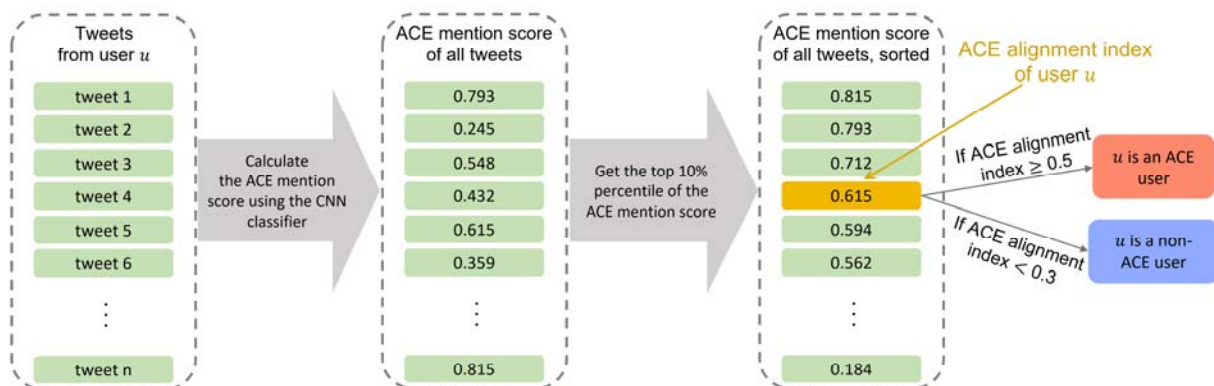 Tweets
from user u
tweet 1
tweet 2
tweet 3
tweet 4
tweet 5
tweet 6
⋮
tweet n
Calculate
the ACE mention
score using the CNN
classifier
ACE mention score
of all tweets
0.793
0.245
0.548
0.432
0.615
0.359
⋮
0.815
Get the top 10%
percentile of the
ACE mention score
ACE mention score
of all tweets, sorted
0.815
0.793
0.712
0.615
0.594
0.562
⋮
0.184
ACE alignment index
of user u
If ACE alignment
index ≥ 0.5
u is an ACE
user
If ACE alignment
index < 0.3
u is a non-
ACE user